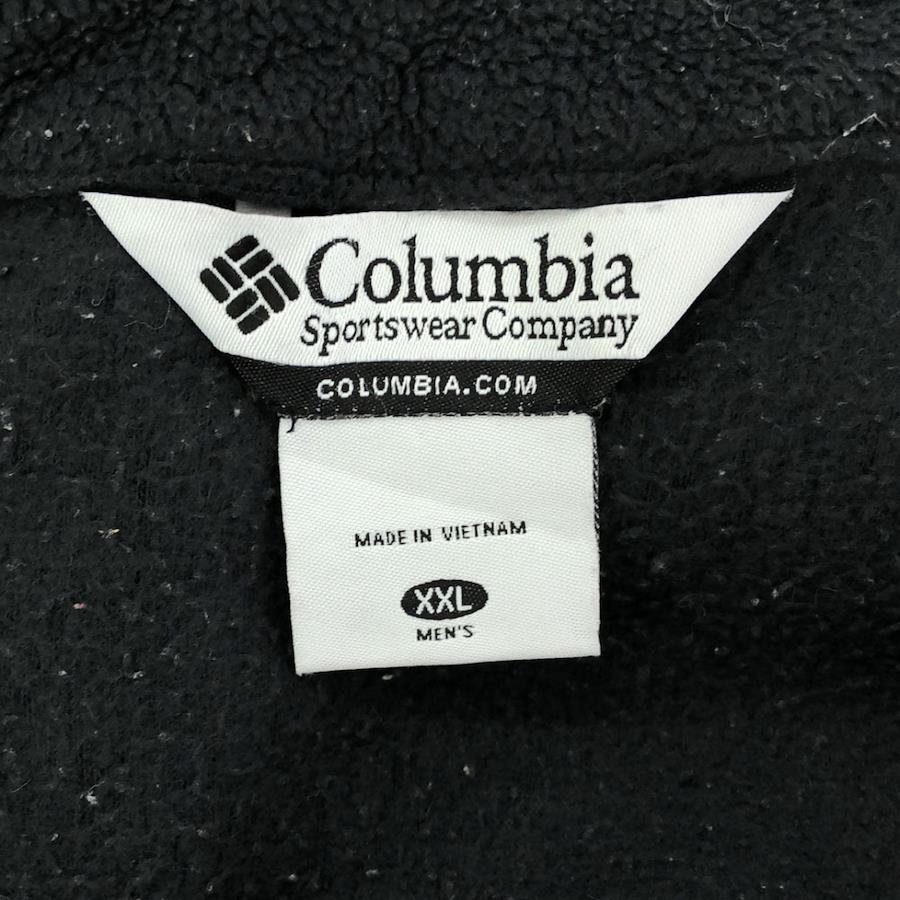 Columbia
Sportswear Company
COLUMBIA.COM
MADE IN VIETNAM
XXL
MEN'S